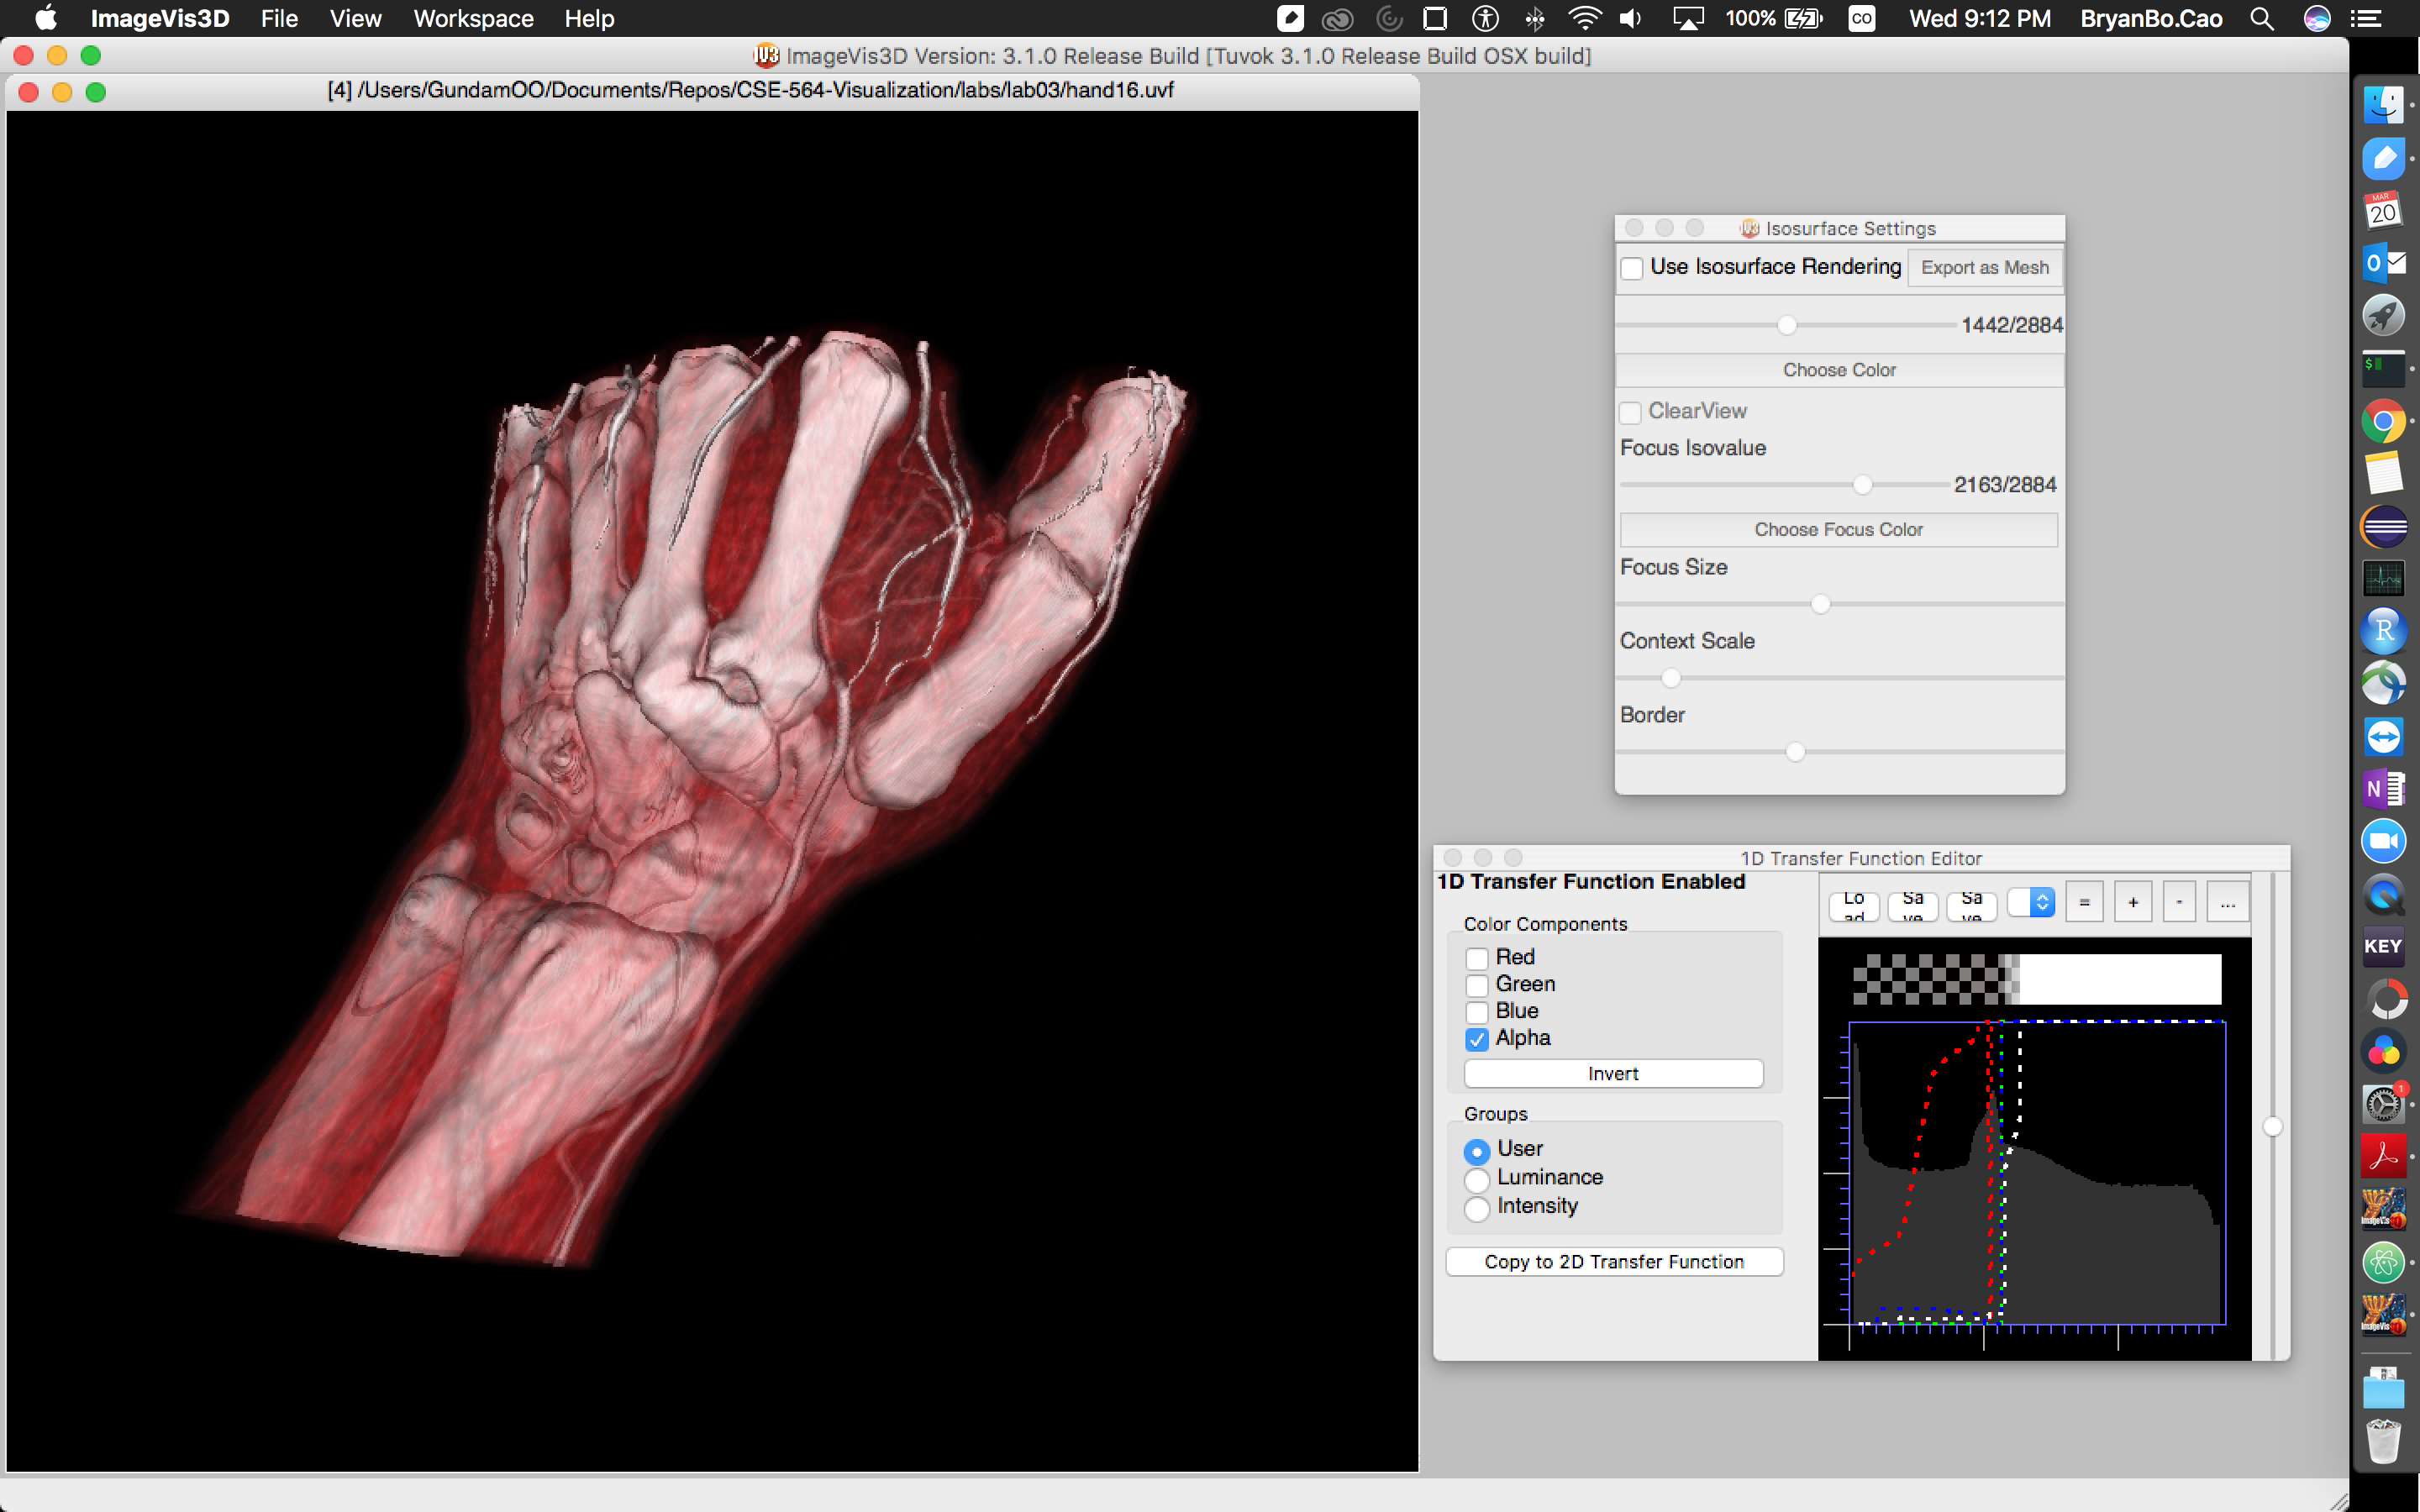 ImageVis3D File View Workspace Help 100% CO Wed 9:12 PM BryanBo.Cao
ImageVis3D Version: 3.1.0 Release Build [Tuvok 3.1.0 Release Build OSX build]
[4] /Users/GundamOO/Documents/Repos/CSE-564-Visualization/labs/lab03/hand16.uvf
Isosurface Settings
Use Isosurface Rendering Export as Mesh
1442/2884
Choose Color
ClearView
Focus Isovalue
2163/2884
Choose Focus Color
Focus Size
Context Scale
Border
1D Transfer Function Editor
1D Transfer Function Enabled
Lo
ad
Sa
ve
Sa
ve
= + - ...
Color Components
Red
Green
Blue
Alpha
Invert
Groups
User
Luminance
Intensity
Copy to 2D Transfer Function
MAR
20
O
$
R
N
KEY
1
ImageVis
ImageVis